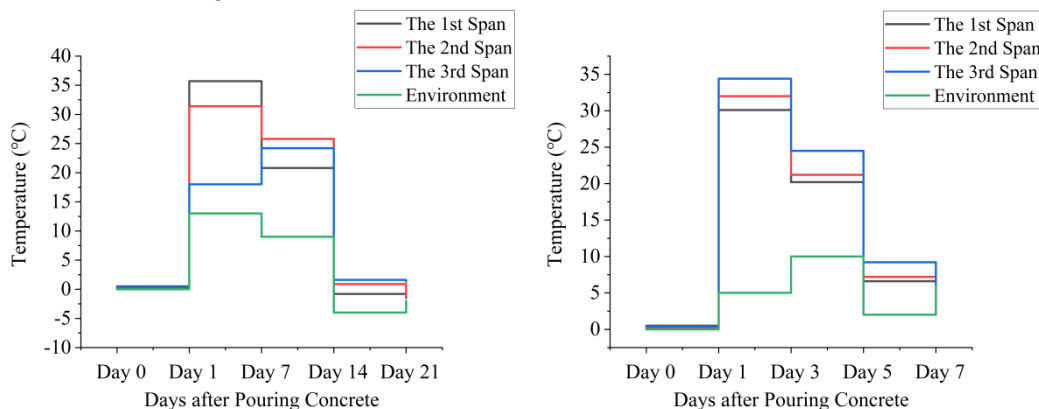 The 1st Span
The 2nd Span
The 3rd Span
Environment
40
35
30
25
20
15
10
5
0
-5
-10
Temperature (℃)
Day 0
Day 1
Day 7
Day 14
Day 21
Days after Pouring Concrete
The 1st Span
The 2nd Span
The 3rd Span
Environment
35
30
25
20
15
10
5
0
Temperature (℃)
Day 0
Day 1
Day 3
Day 5
Day 7
Days after Pouring Concrete